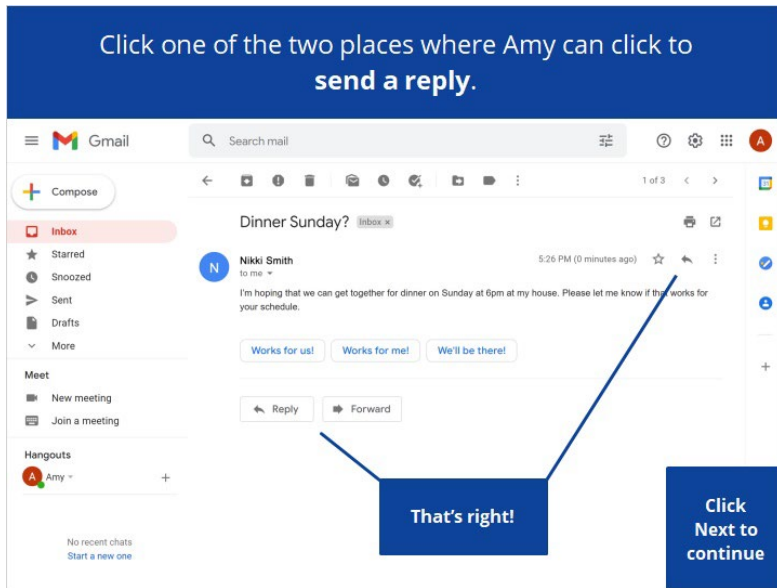 Click one of the two places where Amy can click to
send a reply.
Gmail
Search mail
A
Compose
1 of 3
Inbox
Starred
Snoozed
Sent
Drafts
More
Dinner Sunday? Inbox x
N
Nikki Smith
5:26 PM (0 minutes ago)
to me
I'm hoping that we can get together for dinner on Sunday at 6pm at my house. Please let me know if that works for
your schedule.
Works for us! Works for me! We'll be there!
Reply Forward
Meet
New meeting
Join a meeting
Hangouts
A Amy
No recent chats
Start a new one
That's right!
Click
Next to
continue